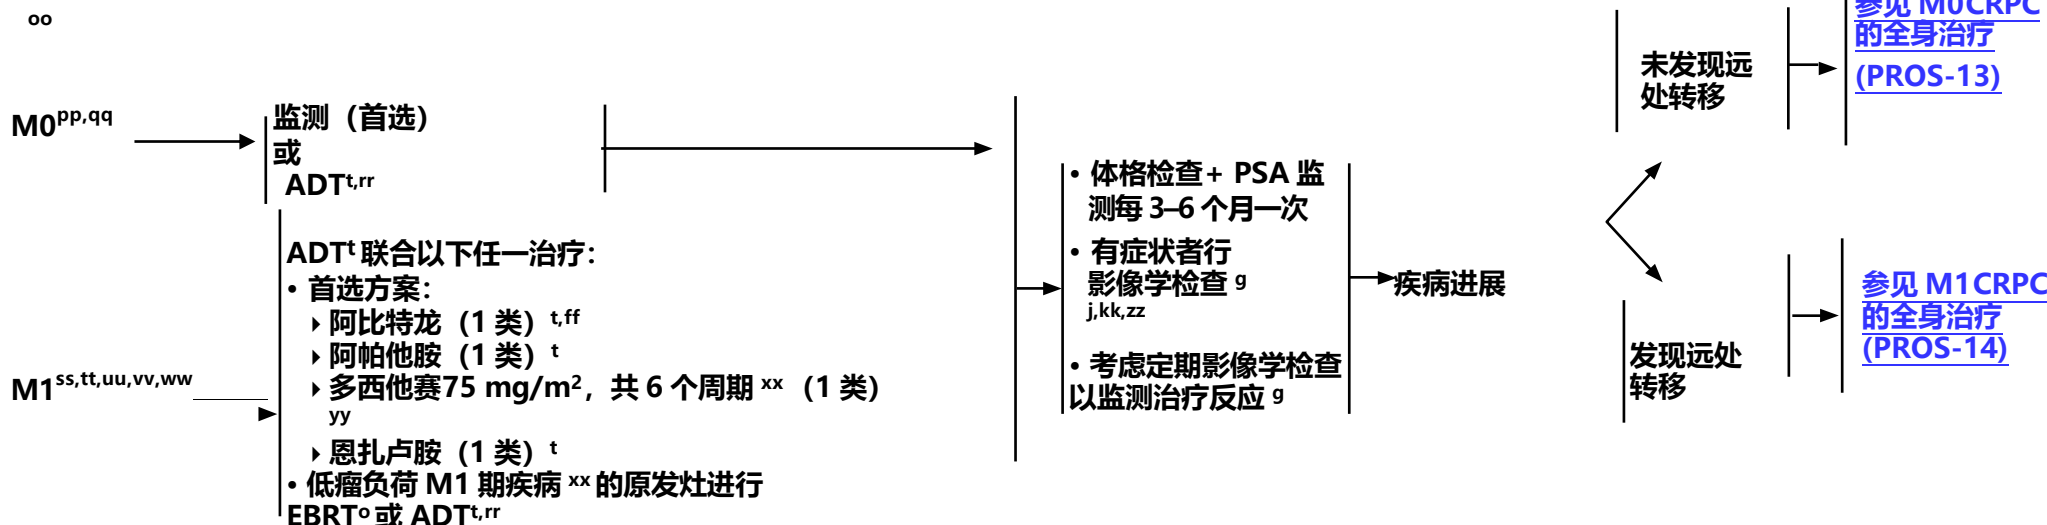 oo
M0pp,qq
监测（首选）
或
ADTt,rr
M1ss,tt,uu,vv,ww
ADTt 联合以下任一治疗：
• 首选方案：
阿比特龙（1 类）t,ff
阿帕他胺（1 类）t
多西他赛75 mg/m2，共 6 个周期 xx （1 类）
yy
恩扎卢胺（1 类）t
• 低瘤负荷 M1 期疾病 xx 的原发灶进行
EBRTo 或 ADTt,rr
• 体格检查+ PSA 监
测每 3–6 个月一次
• 有症状者行
影像学检查 g
j,kk,zz
• 考虑定期影像学检查
以监测治疗反应 g
疾病进展
未发现远
处转移
参见 M0CRPC
的全身治疗
(PROS-13)
发现远处
转移
参见 M1CRPC
的全身治疗
(PROS-14)